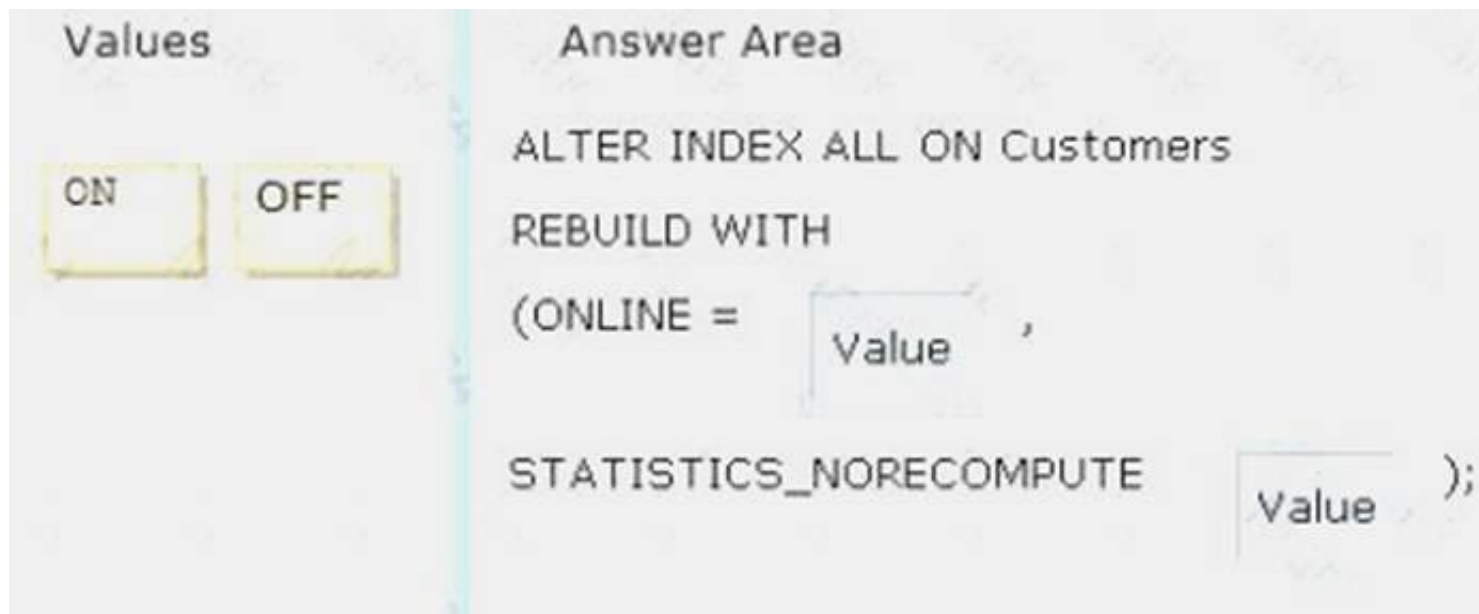 Values
Answer Area
ALTER INDEX ALL ON Customers
ON
OFF
REBUILD WITH
(ONLINE = Value ,
STATISTICS_NORECOMPUTE Value );